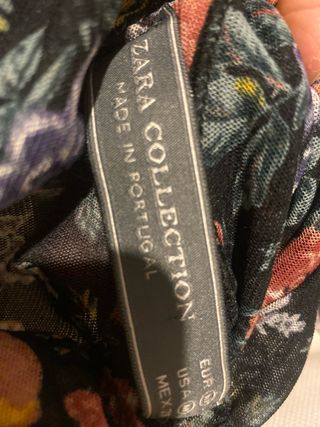 ZARA COLLECTION
MADE IN PORTUGAL
EUR M
USA M
MEX